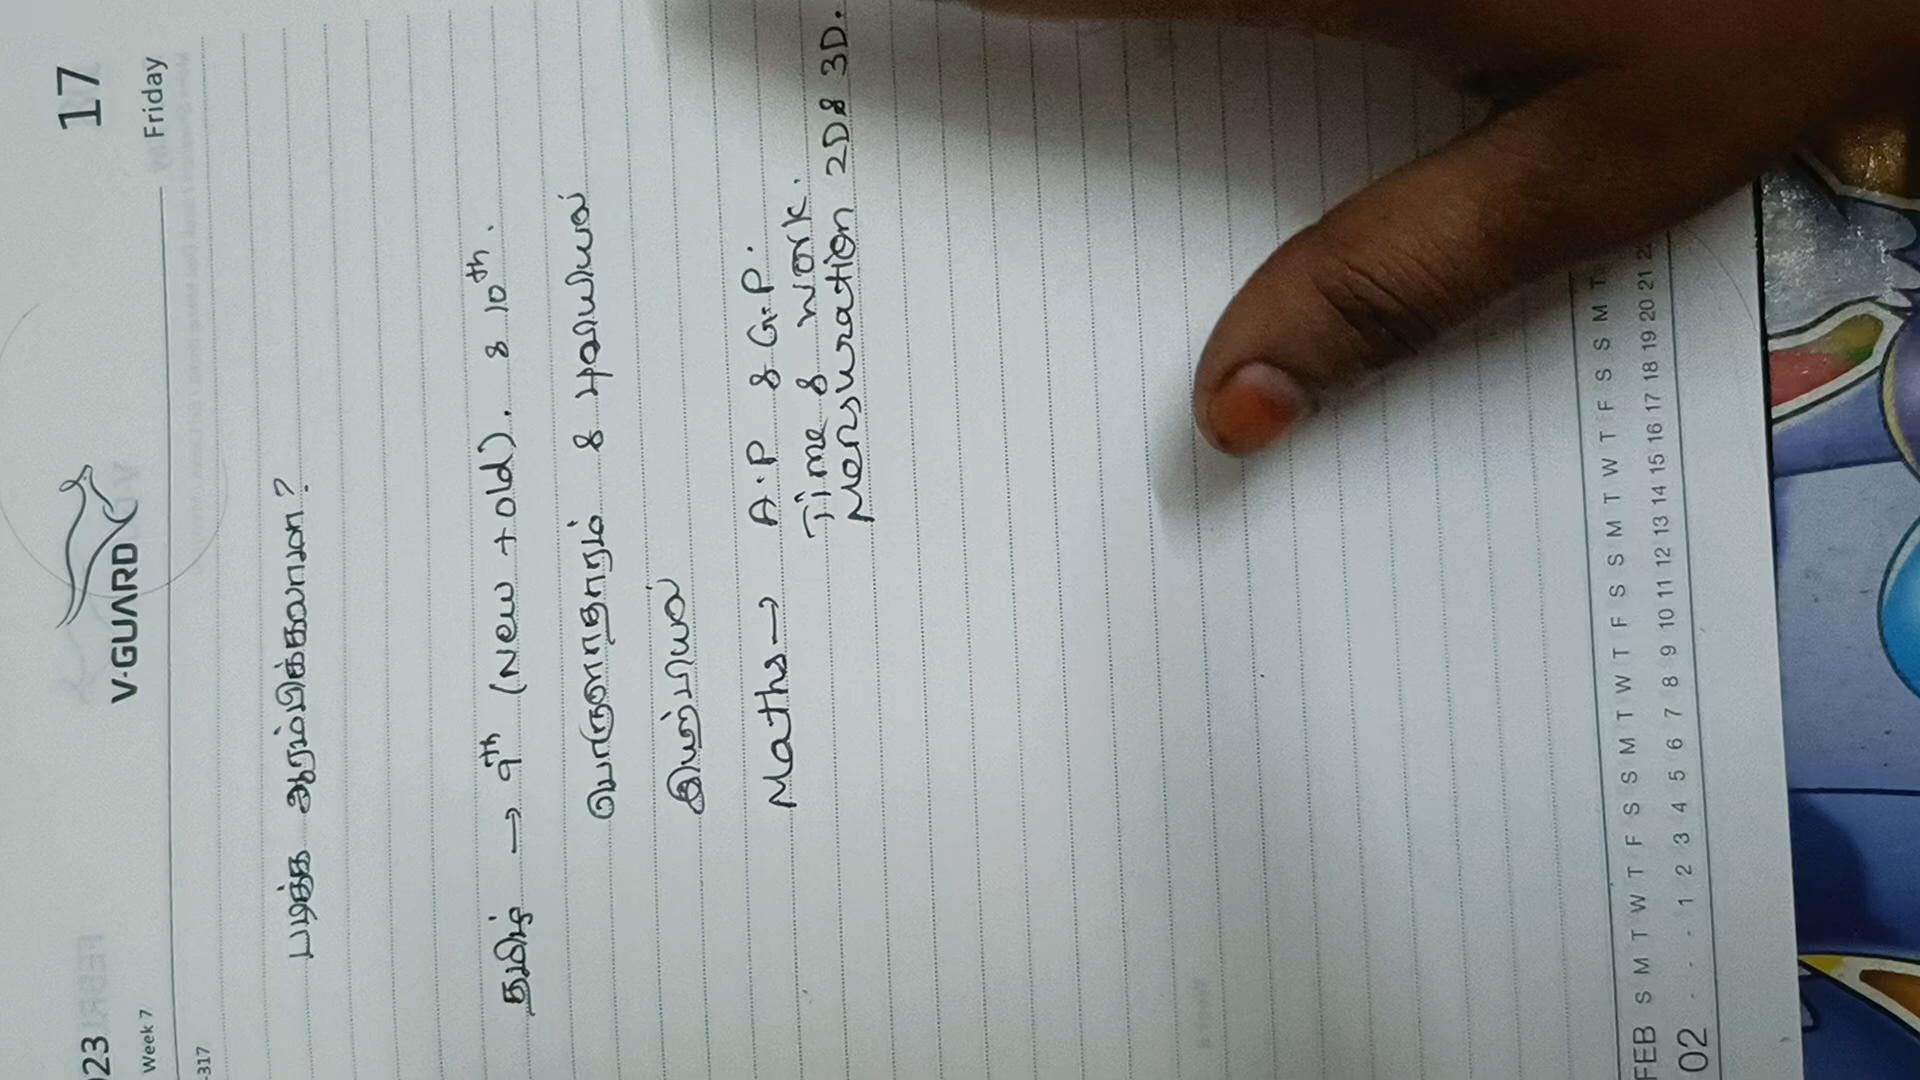 023
17
Week 7
V-GUARD
Friday
-317
படிக்க ஆரம்பிக்கலாமா?
தமிழ் → 9th (New + old). & 10th.
பொருளாதாரம் & புவியியல்
இயற்பியல்
Maths → A.P & G.P.
Time & work.
Mensuration 2D & 3D.
FEB S M T W T F S S M T W T F S S M T W T F S S M T
02 - - - 1 2 3 4 5 6 7 8 9 10 11 12 13 14 15 16 17 18 19 20 21